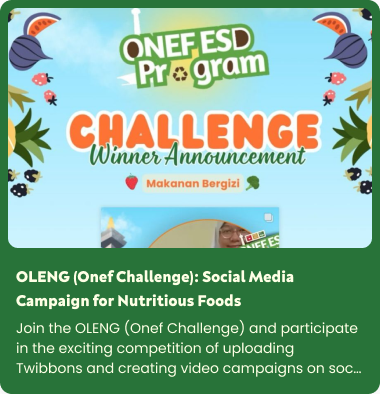 ONEF ESD
Program
CHALLENGE
Winner Announcement
Makanan Bergizi
OLENG (Onef Challenge): Social Media
Campaign for Nutritious Foods
Join the OLENG (Onef Challenge) and participate
in the exciting competition of uploading
Twibbons and creating video campaigns on soc...